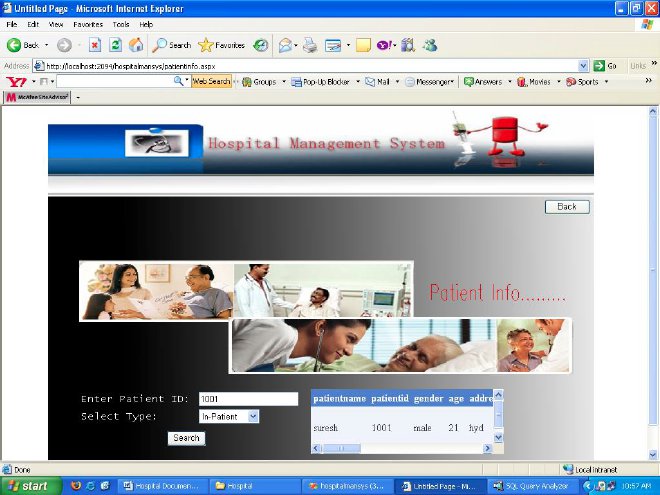 Untitled Page - Microsoft Internet Explorer
File Edit View Favorites Tools Help
Back Search Favorites
Address http://localhost:2094/hospitalmansys/patientinfo.aspx Go Links »
Y! Web Search Groups Pop-Up Blocker Mail Messenger Answers Movies Sports »
McAfee SiteAdvisor
Hospital Management System
Back
Patient Info.........
Enter Patient ID: 1001
Select Type: In-Patient
Search
patientname patientid gender age addre
suresh 1001 male 21 hyd
Done Local intranet
start Hospital Documen... Hospital hospitalmansys (3... Untitled Page - Mi... SQL Query Analyzer 10:57 AM